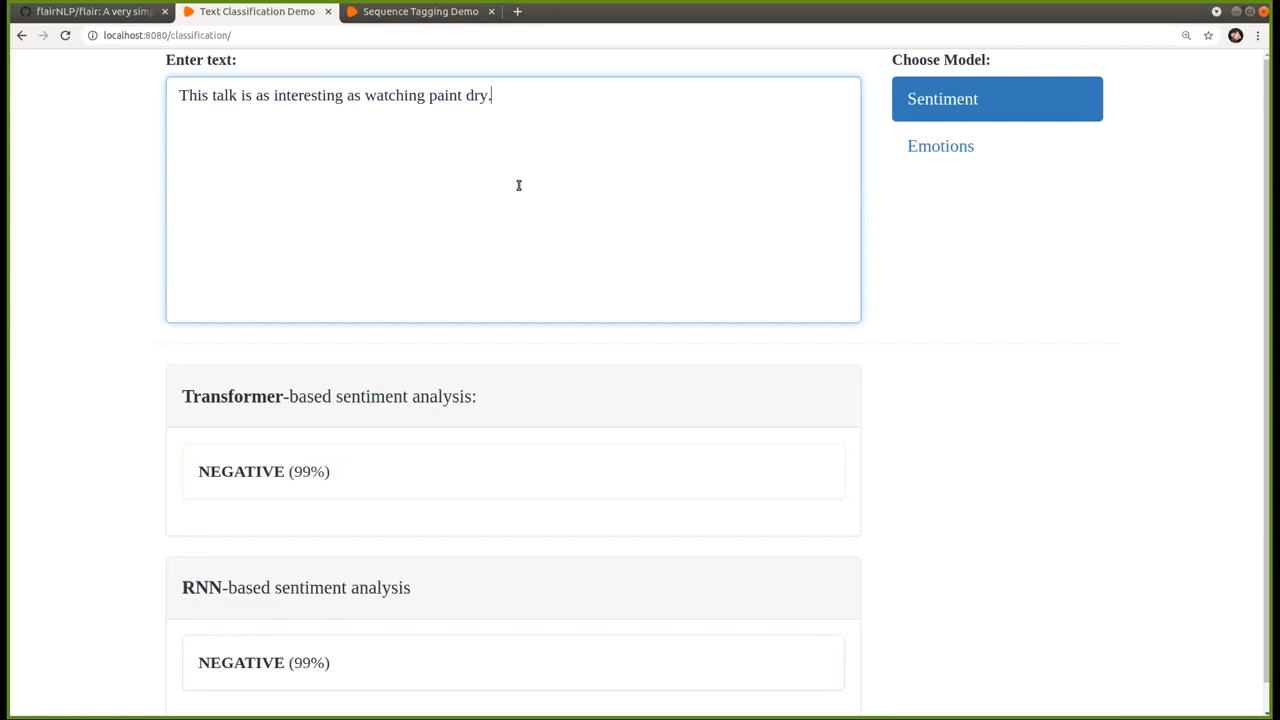 flairNLP/flair: A very simp
Text Classification Demo
Sequence Tagging Demo
localhost:8080/classification/
Enter text:
Choose Model:
This talk is as interesting as watching paint dry.
Sentiment
Emotions
Transformer-based sentiment analysis:
NEGATIVE (99%)
RNN-based sentiment analysis
NEGATIVE (99%)